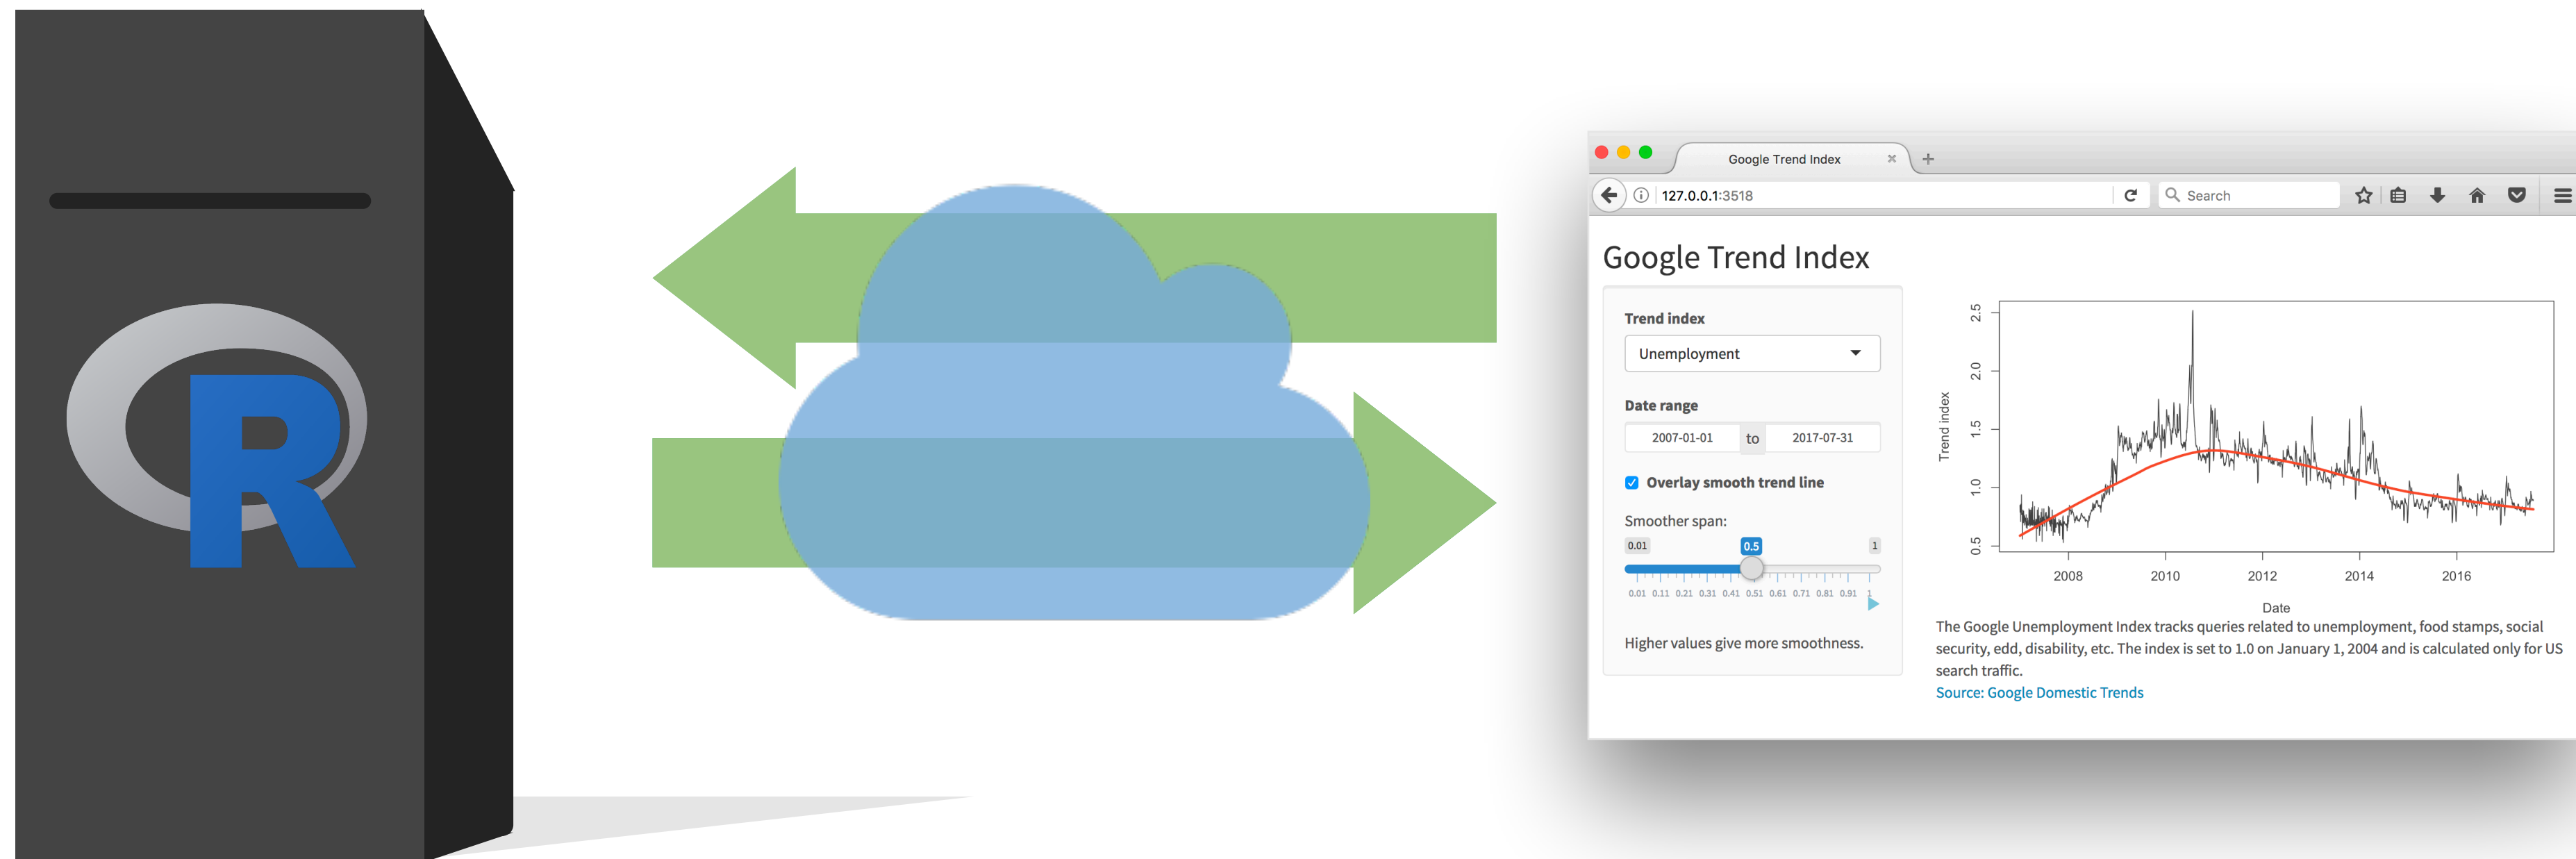 R
Google Trend Index
127.0.0.1:3518
Search
Google Trend Index
Trend index
Unemployment
Date range
2007-01-01 to 2017-07-31
Overlay smooth trend line
Smoother span:
0.01 0.5 1
0.01 0.11 0.21 0.31 0.41 0.51 0.61 0.71 0.81 0.91 1
Higher values give more smoothness.
Trend index
2.5
2.0
1.5
1.0
0.5
2008 2010 2012 2014 2016
Date
The Google Unemployment Index tracks queries related to unemployment, food stamps, social
security, edd, disability, etc. The index is set to 1.0 on January 1, 2004 and is calculated only for US
search traffic.
Source: Google Domestic Trends